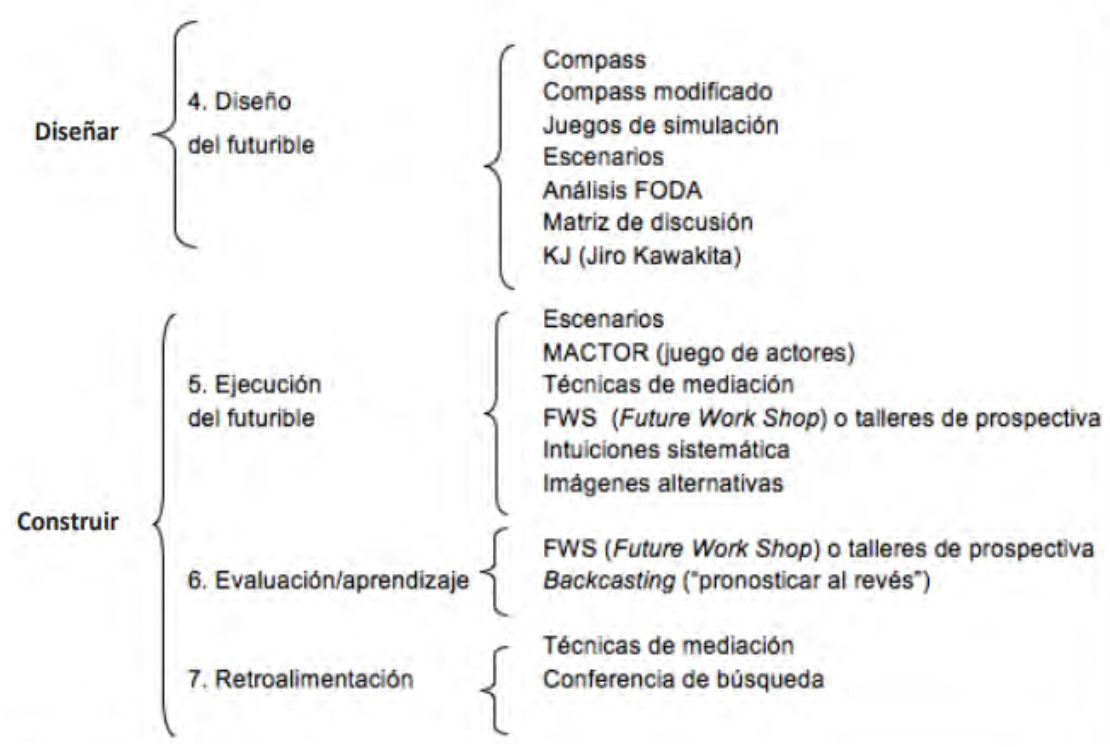 Diseñar
4. Diseño
del futurible
Compass
Compass modificado
Juegos de simulación
Escenarios
Análisis FODA
Matriz de discusión
KJ (Jiro Kawakita)
Construir
5. Ejecución
del futurible
Escenarios
MACTOR (juego de actores)
Técnicas de mediación
FWS (Future Work Shop) o talleres de prospectiva
Intuiciones sistemática
Imágenes alternativas
6. Evaluación/aprendizaje
FWS (Future Work Shop) o talleres de prospectiva
Backcasting (“pronosticar al revés”)
7. Retroalimentación
Técnicas de mediación
Conferencia de búsqueda